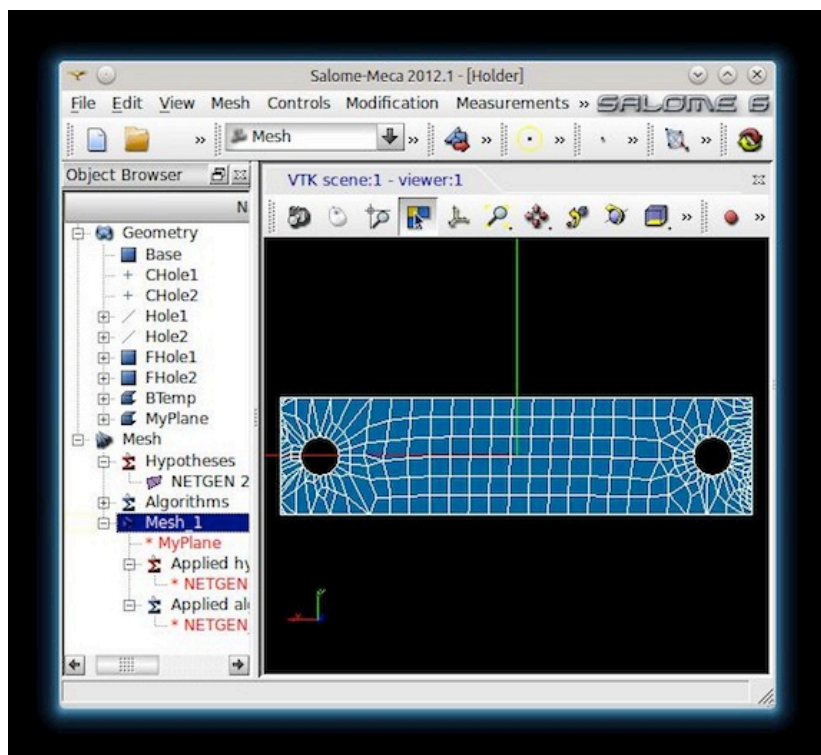 Salome-Meca 2012.1 - [Holder]
File Edit View Mesh Controls Modification Measurements » SALOME 6
» Mesh » » » » »
Object Browser
VTK scene:1 - viewer:1
N
» »
Geometry
Base
CHole1
CHole2
Hole1
Hole2
FHole1
FHole2
BTemp
MyPlane
Mesh
Hypotheses
NETGEN 2
Algorithms
Mesh_1
* MyPlane
Applied hy
* NETGEN
Applied al
* NETGEN_